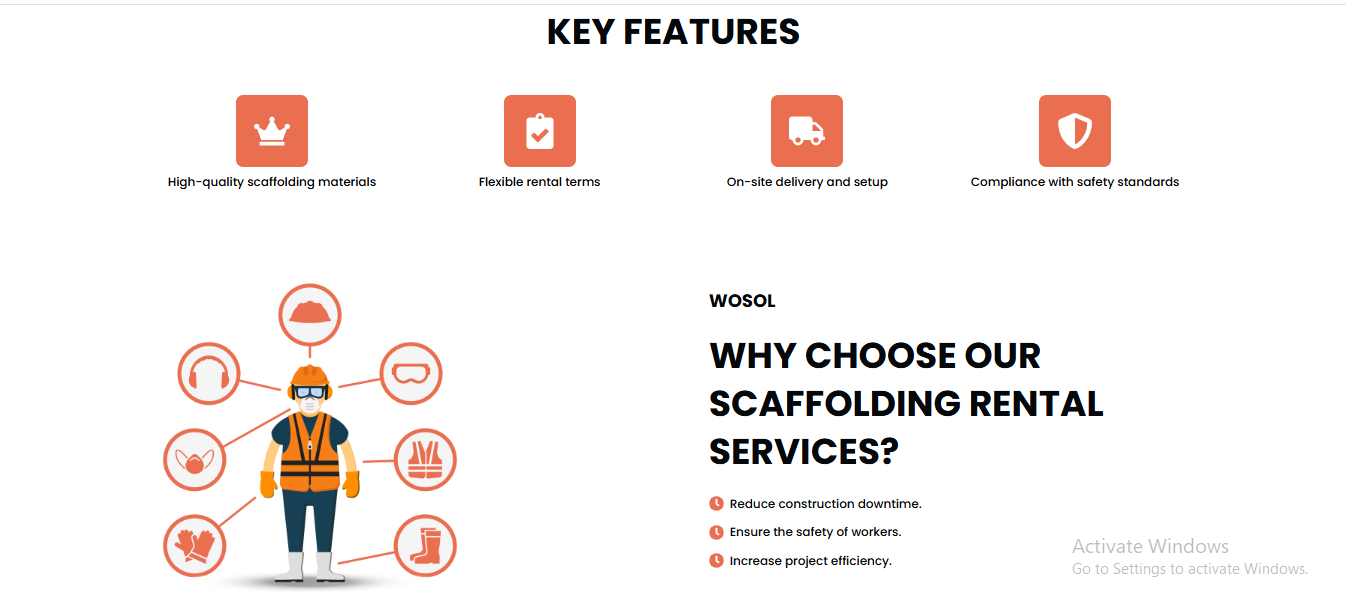 KEY FEATURES
High-quality scaffolding materials
Flexible rental terms
On-site delivery and setup
Compliance with safety standards
WOSOL
WHY CHOOSE OUR
SCAFFOLDING RENTAL
SERVICES?
Reduce construction downtime.
Ensure the safety of workers.
Increase project efficiency.
Activate Windows
Go to Settings to activate Windows.